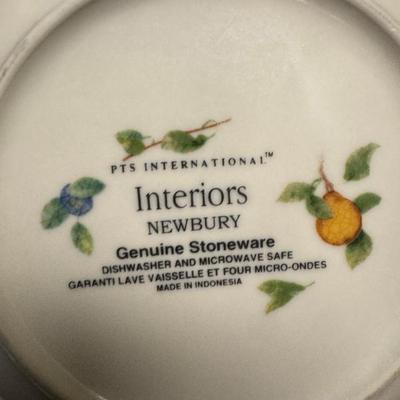 PTS INTERNATIONAL™
Interiors
NEWBURY
Genuine Stoneware
DISHWASHER AND MICROWAVE SAFE
GARANTI LAVE VAISSELLE ET FOUR MICRO-ONDES
MADE IN INDONESIA